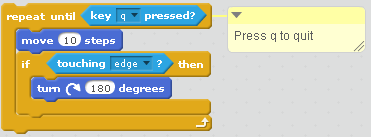 repeat until key q pressed?
Press q to quit
move 10 steps
if touching edge ? then
turn 180 degrees